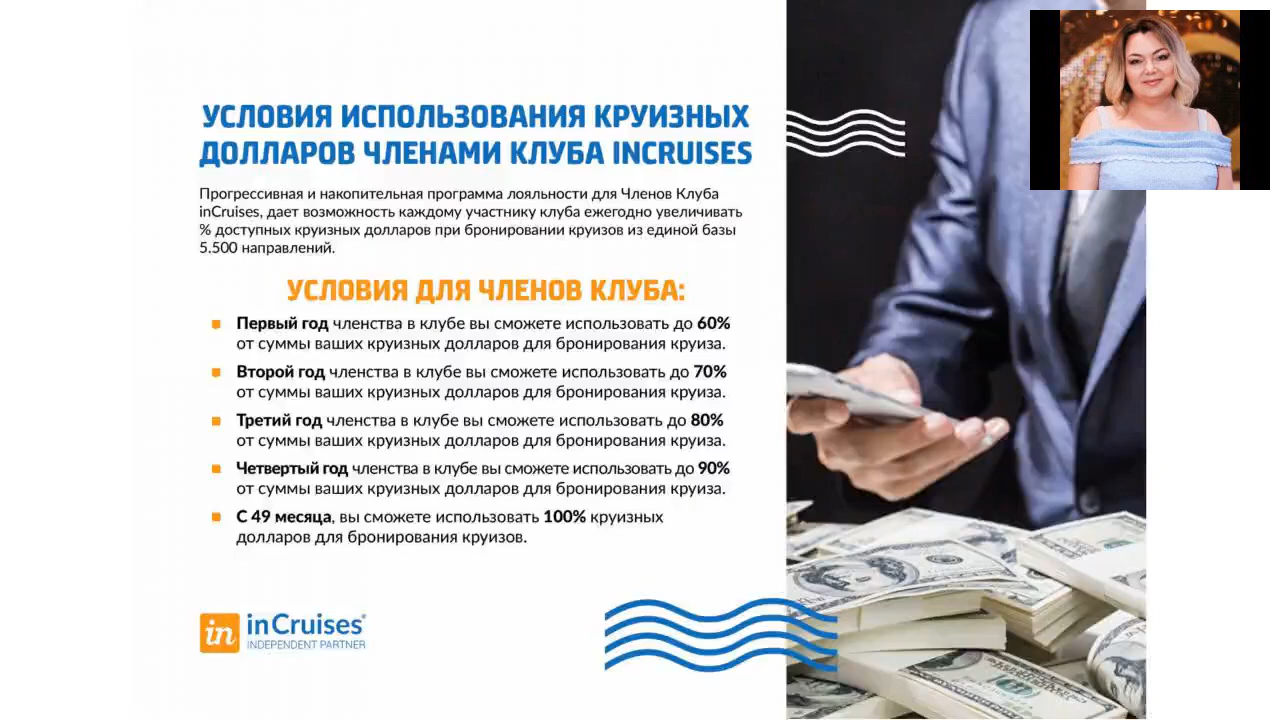 УСЛОВИЯ ИСПОЛЬЗОВАНИЯ КРУИЗНЫХ
ДОЛЛАРОВ ЧЛЕНАМИ КЛУБА INCRUISES
Прогрессивная и накопительная программа лояльности для Членов Клуба
inCruises, дает возможность каждому участнику клуба ежегодно увеличивать
% доступных круизных долларов при бронировании круизов из единой базы
5.500 направлений.
УСЛОВИЯ ДЛЯ ЧЛЕНОВ КЛУБА:
Первый год членства в клубе вы сможете использовать до 60%
от суммы ваших круизных долларов для бронирования круиза.
Второй год членства в клубе вы сможете использовать до 70%
от суммы ваших круизных долларов для бронирования круиза.
Третий год членства в клубе вы сможете использовать до 80%
от суммы ваших круизных долларов для бронирования круиза.
Четвертый год членства в клубе вы сможете использовать до 90%
от суммы ваших круизных долларов для бронирования круиза.
С 49 месяца, вы сможете использовать 100% круизных
долларов для бронирования круизов.
in inCruises®
INDEPENDENT PARTNER